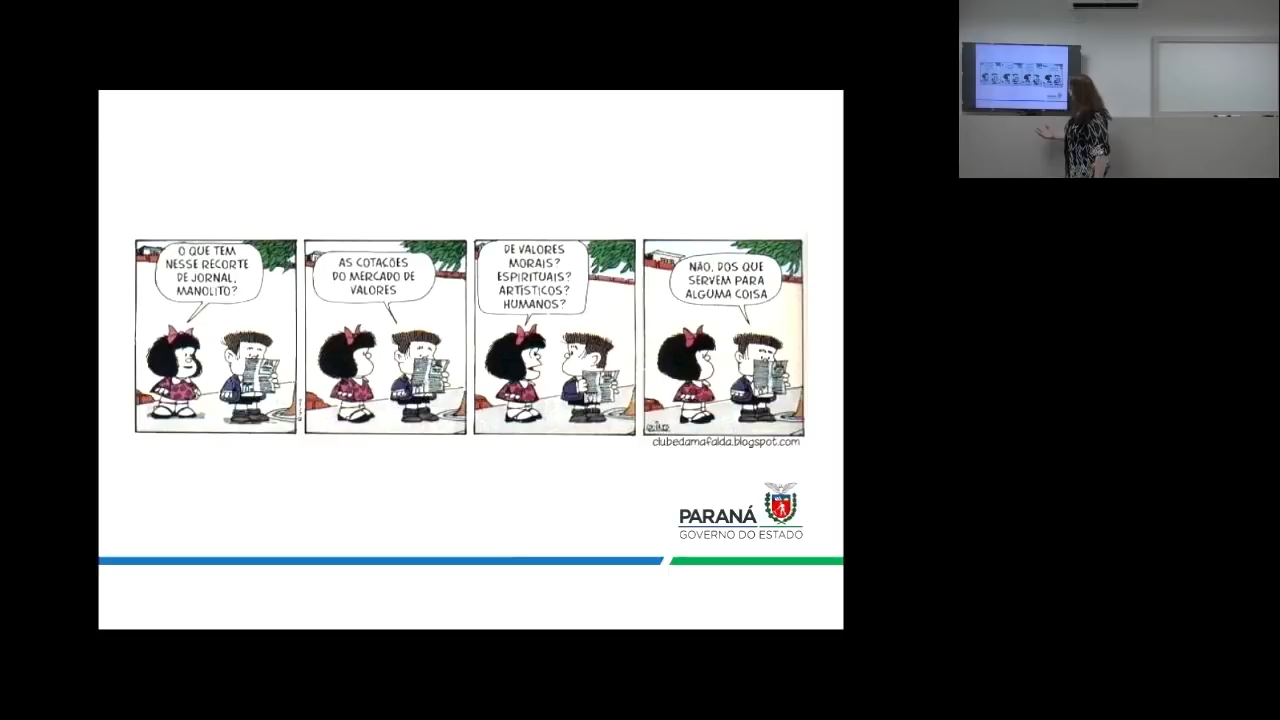 O QUE TEM
NESSE RECORTE
DE JORNAL,
MANOLITO?
AS COTAÇÕES
DO MERCADO DE
VALORES
DE VALORES
MORAIS?
ESPIRITUAIS?
ARTÍSTICOS?
HUMANOS?
NÃO, DOS QUE
SERVEM PARA
ALGUMA COISA
QUINO
clubedamafalda.blogspot.com
PARANÁ
GOVERNO DO ESTADO